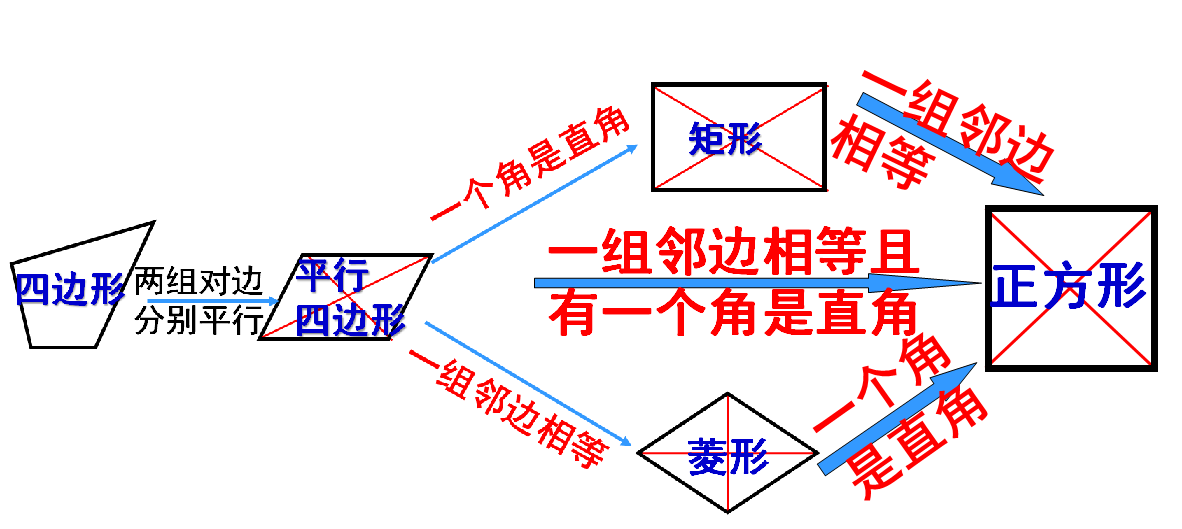 四边形
两组对边
分别平行
平行
四边形
一个角是直角
矩形
一组邻边
相等
一组邻边相等且
有一个角是直角
正方形
一组邻边相等
菱形
一个角
是直角